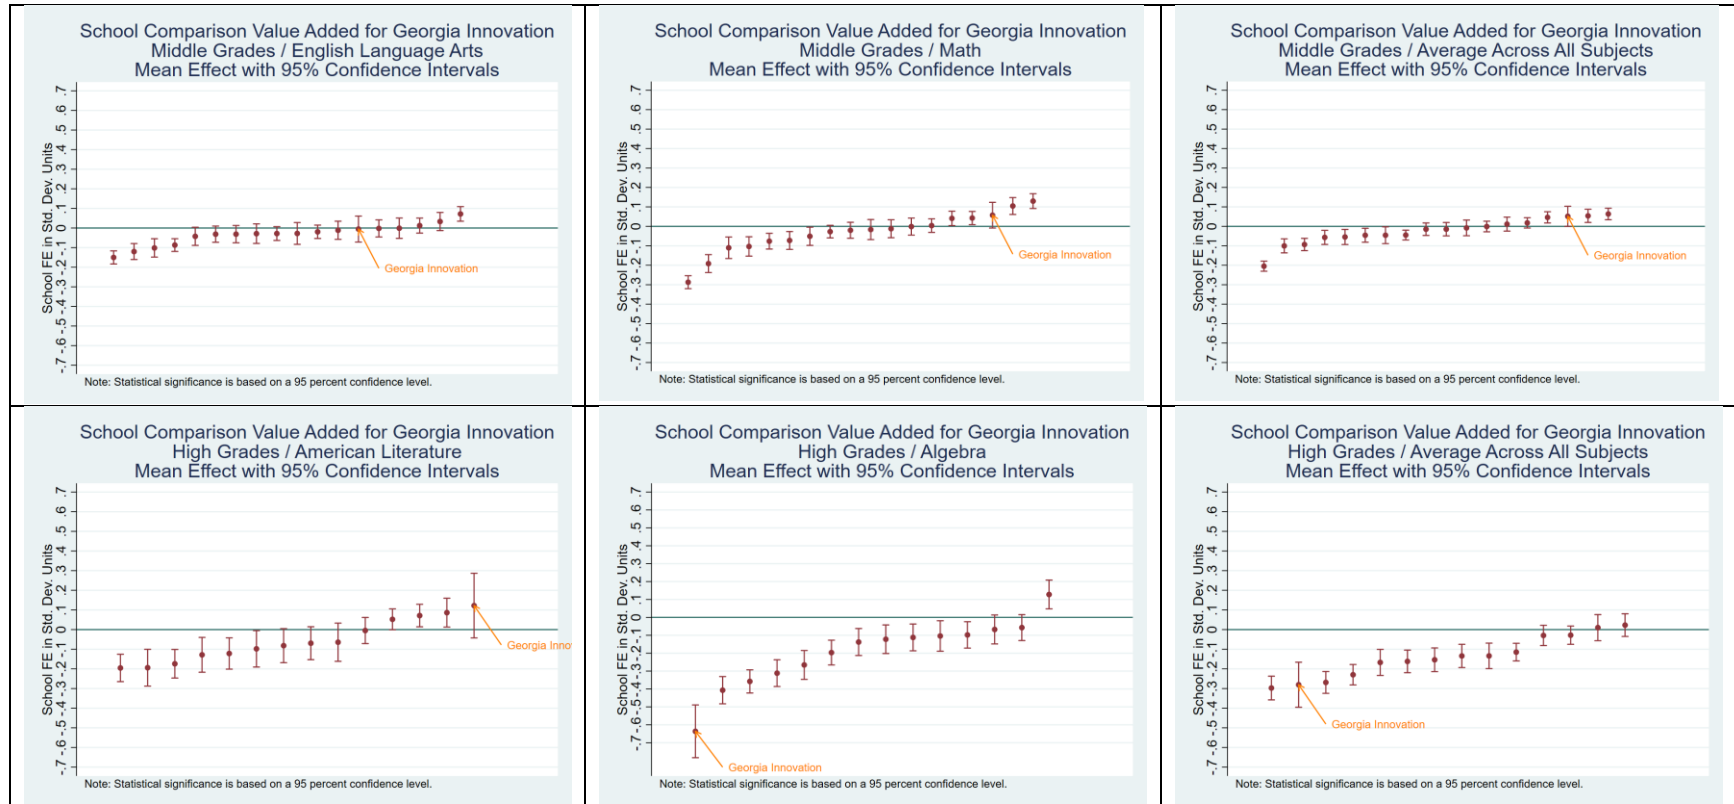 School Comparison Value Added for Georgia Innovation
Middle Grades / English Language Arts
Mean Effect with 95% Confidence Intervals
School FE in Std. Dev. Units
-.7 -.6 -.5 -.4 -.3 -.2 -.1 0 .1 .2 .3 .4 .5 .6 .7
Georgia Innovation
Note: Statistical significance is based on a 95 percent confidence level.
School Comparison Value Added for Georgia Innovation
Middle Grades / Math
Mean Effect with 95% Confidence Intervals
School FE in Std. Dev. Units
-.7 -.6 -.5 -.4 -.3 -.2 -.1 0 .1 .2 .3 .4 .5 .6 .7
Georgia Innovation
Note: Statistical significance is based on a 95 percent confidence level.
School Comparison Value Added for Georgia Innovation
Middle Grades / Average Across All Subjects
Mean Effect with 95% Confidence Intervals
School FE in Std. Dev. Units
-.7 -.6 -.5 -.4 -.3 -.2 -.1 0 .1 .2 .3 .4 .5 .6 .7
Georgia Innovation
Note: Statistical significance is based on a 95 percent confidence level.
School Comparison Value Added for Georgia Innovation
High Grades / American Literature
Mean Effect with 95% Confidence Intervals
School FE in Std. Dev. Units
-.7 -.6 -.5 -.4 -.3 -.2 -.1 0 .1 .2 .3 .4 .5 .6 .7
Georgia Inno
Note: Statistical significance is based on a 95 percent confidence level.
School Comparison Value Added for Georgia Innovation
High Grades / Algebra
Mean Effect with 95% Confidence Intervals
School FE in Std. Dev. Units
-.7 -.6 -.5 -.4 -.3 -.2 -.1 0 .1 .2 .3 .4 .5 .6 .7
Georgia Innovation
Note: Statistical significance is based on a 95 percent confidence level.
School Comparison Value Added for Georgia Innovation
High Grades / Average Across All Subjects
Mean Effect with 95% Confidence Intervals
School FE in Std. Dev. Units
-.7 -.6 -.5 -.4 -.3 -.2 -.1 0 .1 .2 .3 .4 .5 .6 .7
Georgia Innovation
Note: Statistical significance is based on a 95 percent confidence level.